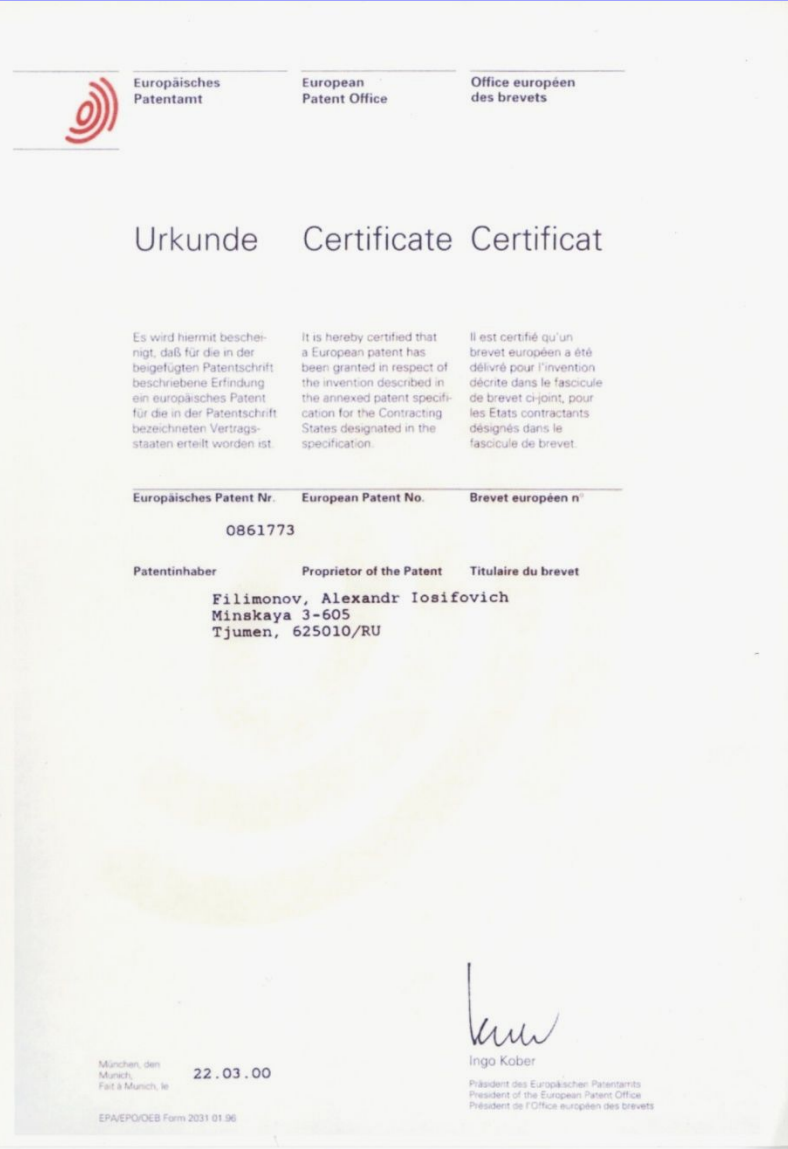 Europäisches
Patentamt
European
Patent Office
Office européen
des brevets
Urkunde
Certificate
Certificat
Es wird hiermit beschei-
nigt, daß für die in der
beigefügten Patentschrift
beschriebene Erfindung
ein europäisches Patent
für die in der Patentschrift
bezeichneten Vertrags-
staaten erteilt worden ist.
It is hereby certified that
a European patent has
been granted in respect of
the invention described in
the annexed patent specifi-
cation for the Contracting
States designated in the
specification.
Il est certifié qu'un
brevet européen a été
délivré pour l'invention
décrite dans le fascicule
de brevet ci-joint, pour
les Etats contractants
désignés dans le
fascicule de brevet.
Europäisches Patent Nr.
European Patent No.
Brevet européen n°
0861773
Patentinhaber
Proprietor of the Patent
Titulaire du brevet
Filimonov, Alexandr Iosifovich
Minskaya 3-605
Tjumen, 625010/RU
München, den
Munich,
Fait à Munich, le
22.03.00
Ingo Kober
Präsident des Europäischen Patentamts
President of the European Patent Office
Président de l'Office européen des brevets
EPA/EPO/OEB Form 2031 01.96